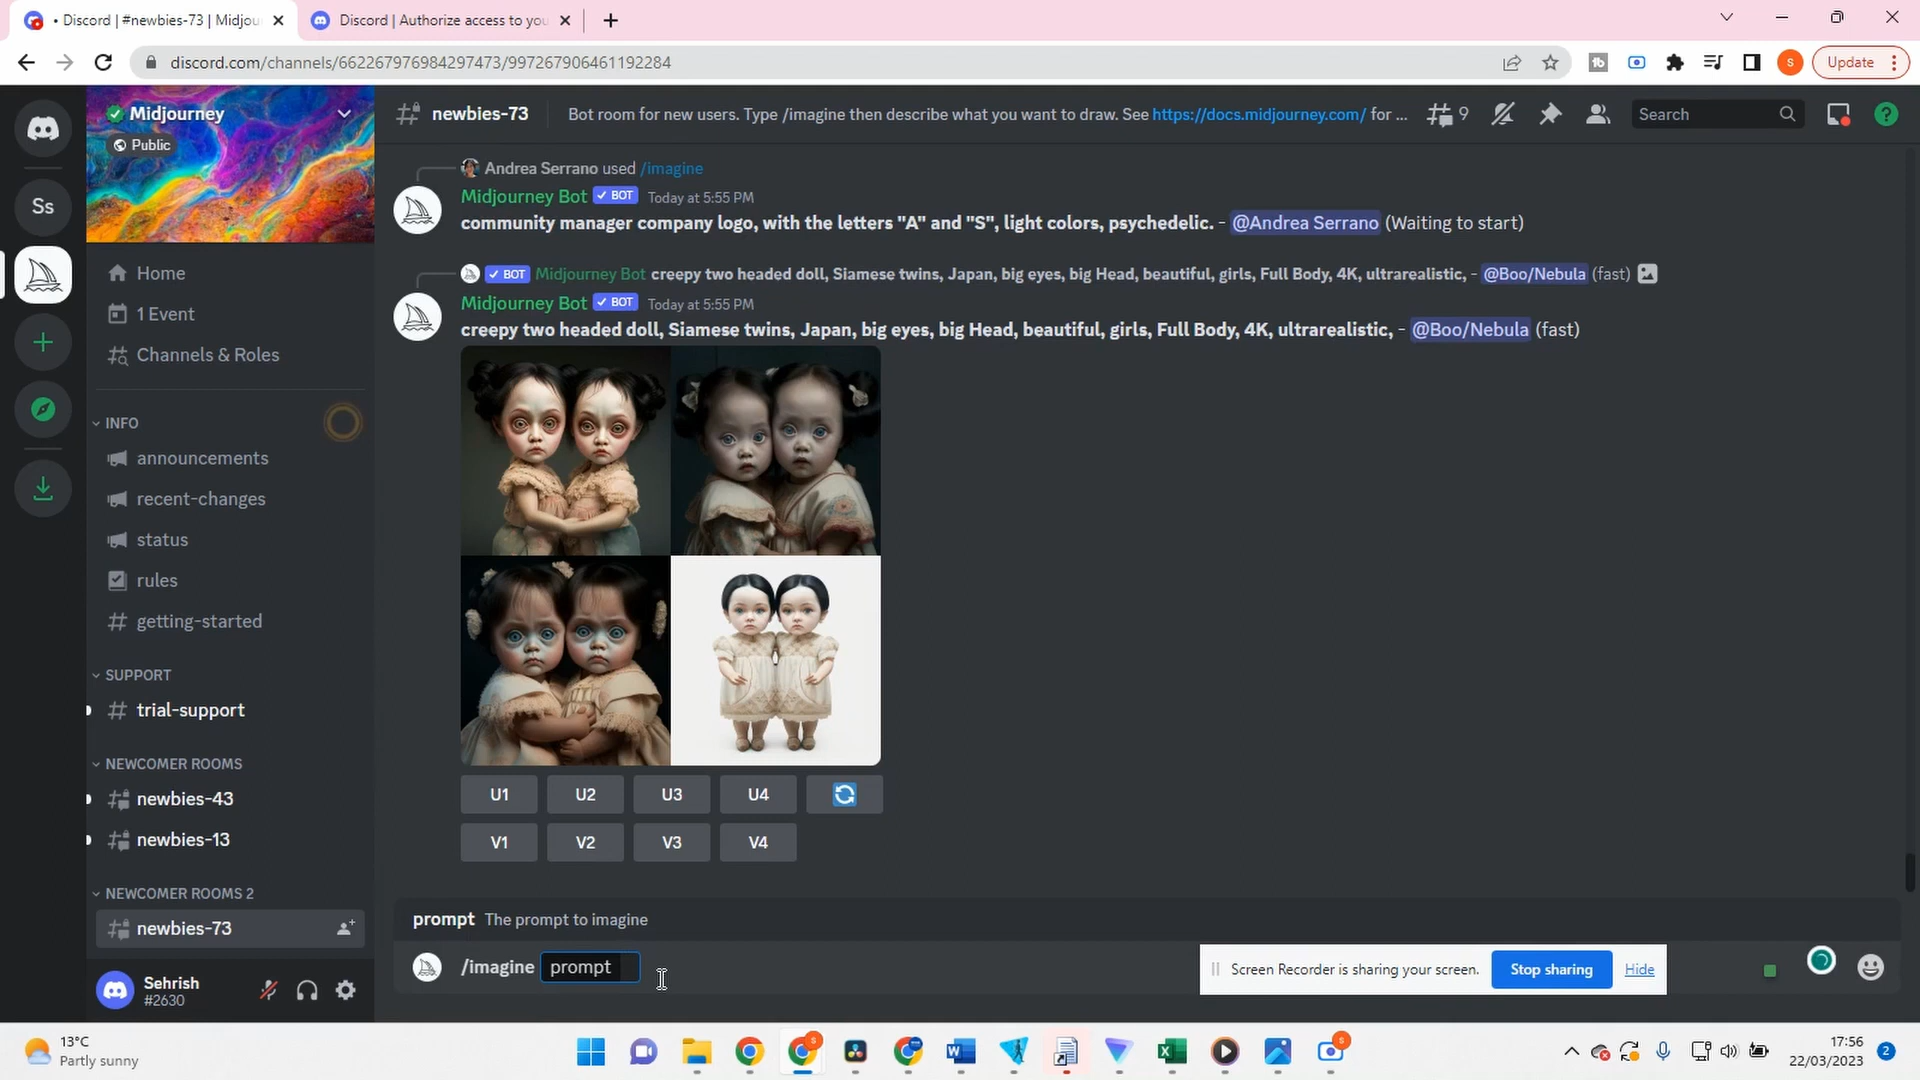 • Discord | #newbies-73 | Midjou
Discord | Authorize access to you
discord.com/channels/662267976984297473/997267906461192284
S
Update
Midjourney
Public
newbies-73
Bot room for new users. Type /imagine then describe what you want to draw. See https://docs.midjourney.com/ for ...
9
Search
Ss
Home
1 Event
Channels & Roles
INFO
announcements
recent-changes
status
rules
getting-started
SUPPORT
trial-support
NEWCOMER ROOMS
newbies-43
newbies-13
NEWCOMER ROOMS 2
newbies-73
Sehrish
#2630
Andrea Serrano used /imagine
Midjourney Bot ✓ BOT Today at 5:55 PM
community manager company logo, with the letters "A" and "S", light colors, psychedelic. - @Andrea Serrano (Waiting to start)
✓ BOT Midjourney Bot creepy two headed doll, Siamese twins, Japan, big eyes, big Head, beautiful, girls, Full Body, 4K, ultrarealistic, - @Boo/Nebula (fast)
Midjourney Bot ✓ BOT Today at 5:55 PM
creepy two headed doll, Siamese twins, Japan, big eyes, big Head, beautiful, girls, Full Body, 4K, ultrarealistic, - @Boo/Nebula (fast)
U1 U2 U3 U4
V1 V2 V3 V4
prompt The prompt to imagine
/imagine prompt
Screen Recorder is sharing your screen. Stop sharing Hide
13°C
Partly sunny
17:56
22/03/2023
2